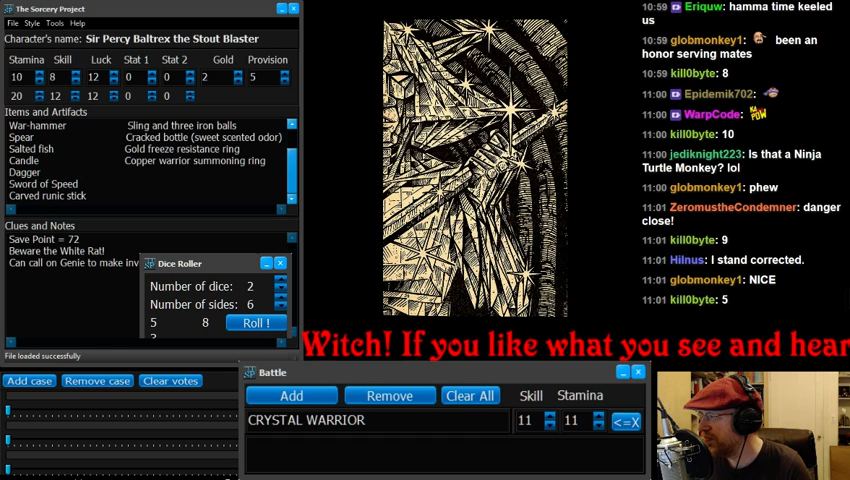 The Sorcery Project
File Style Tools Help
Character's name: Sir Percy Baltrex the Stout Blaster
Stamina Skill Luck Stat 1 Stat 2 Gold Provision
10 8 12 0 0 2 5
20 12 12 0 0
Items and Artifacts
War-hammer Sling and three iron balls
Spear Cracked bottle (sweet scented odor)
Salted fish Gold freeze resistance ring
Candle Copper warrior summoning ring
Dagger
Sword of Speed
Carved runic stick
Clues and Notes
Save Point = 72
Beware the White Rat!
Can call on Genie to make inv
Dice Roller
Number of dice: 2
Number of sides: 6
5 8 Roll !
File loaded successfully
Add case Remove case Clear votes
Battle
Add Remove Clear All Skill Stamina
CRYSTAL WARRIOR 11 11 <=X
Witch! If you like what you see and hear
10:59 Eriquw: hamma time keeled
us
10:59 globmonkey1: been an
honor serving mates
10:59 kill0byte: 8
11:00 Epidemik702:
11:00 WarpCode: KA POW
11:00 kill0byte: 10
11:00 jediknight223: Is that a Ninja
Turtle Monkey? lol
11:00 globmonkey1: phew
11:01 ZeromustheCondemner: danger
close!
11:01 kill0byte: 9
11:01 Hilnus: I stand corrected.
11:01 globmonkey1: NICE
11:01 kill0byte: 5